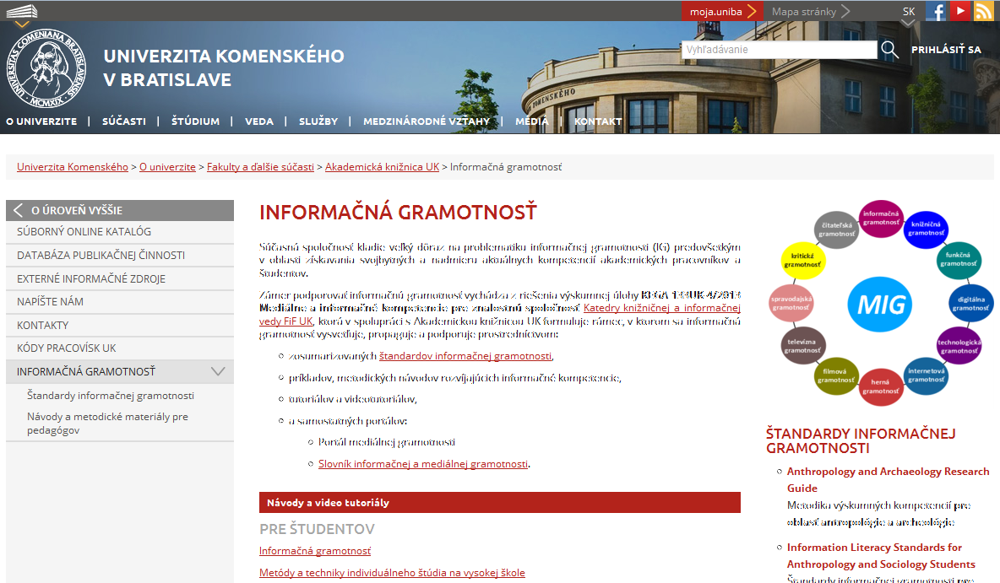 moja.uniba
Mapa stránky
SK
UNIVERSITAS COMENIANA BRATISLAVENSIS
MCMXIX
UNIVERZITA KOMENSKÉHO
V BRATISLAVE
Vyhľadávanie
PRIHLÁSIŤ SA
KOMENSKÉHO
O UNIVERZITE | SÚČASTI | ŠTÚDIUM | VEDA | SLUŽBY | MEDZINÁRODNÉ VZŤAHY | MÉDIÁ | KONTAKT
Univerzita Komenského > O univerzite > Fakulty a ďalšie súčasti > Akademická knižnica UK > Informačná gramotnosť
O ÚROVEŇ VYŠŠIE
SÚBORNÝ ONLINE KATALÓG
DATABÁZA PUBLIKAČNEJ ČINNOSTI
EXTERNÉ INFORMAČNÉ ZDROJE
NAPÍŠTE NÁM
KONTAKTY
KÓDY PRACOVÍSK UK
INFORMAČNÁ GRAMOTNOSŤ
Štandardy informačnej gramotnosti
Návody a metodické materiály pre
pedagógov
INFORMAČNÁ GRAMOTNOSŤ
Súčasná spoločnosť kladie veľký dôraz na problematiku informačnej gramotnosti (IG) predovšetkým
v oblasti získavania svojbytných a nadmieru aktuálnych kompetencií akademických pracovníkov a
študentov.
Zámer podporovať informačnú gramotnosť vychádza z riešenia výskumnej úlohy KEGA 133UK-4/2013
Mediálne a informačné kompetencie pre znalostnú spoločnosť Katedry knižničnej a informačnej
vedy FiF UK, ktorá v spolupráci s Akademickou knižnicou UK formuluje rámec, v ktorom sa informačná
gramotnosť vysvetľuje, propaguje a podporuje prostredníctvom:
zosumarizovaných štandardov informačnej gramotnosti,
príkladov, metodických návodov rozvíjajúcich informačné kompetencie,
tutoriálov a videotutoriálov,
a samostatných portálov:
Portál mediálnej gramotnosti
Slovník informačnej a mediálnej gramotnosti.
Návody a video tutoriály
PRE ŠTUDENTOV
Informačná gramotnosť
Metódy a techniky individuálneho štúdia na vysokej škole
informačná
gramotnosť
knižničná
gramotnosť
funkčná
gramotnosť
digitálna
gramotnosť
technologická
gramotnosť
internetová
gramotnosť
herná
gramotnosť
filmová
gramotnosť
televízna
gramotnosť
spravodajská
gramotnosť
kritická
gramotnosť
čitateľská
gramotnosť
MIG
ŠTANDARDY INFORMAČNEJ
GRAMOTNOSTI
Anthropology and Archaeology Research
Guide
Metodika výskumných kompetencií pre
oblasť antropológie a archeológie
Information Literacy Standards for
Anthropology and Sociology Students
Štandardy informačnej gramotnosti pre